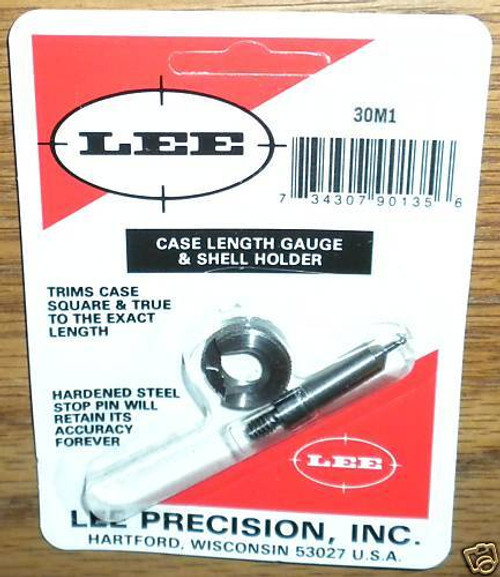 30M1
LEE
7 34307 90135 6
CASE LENGTH GAUGE
& SHELL HOLDER
TRIMS CASE
SQUARE & TRUE
TO THE EXACT
LENGTH
HARDENED STEEL
STOP PIN WILL
RETAIN ITS
ACCURACY
FOREVER
LEE
LEE PRECISION, INC.
HARTFORD, WISCONSIN 53027 U.S.A.